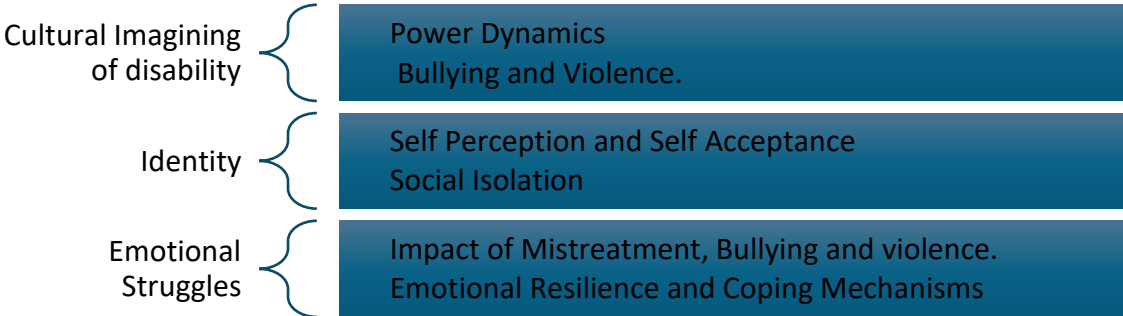 Cultural Imagining
of disability
Power Dynamics
Bullying and Violence.
Identity
Self Perception and Self Acceptance
Social Isolation
Emotional
Struggles
Impact of Mistreatment, Bullying and violence.
Emotional Resilience and Coping Mechanisms